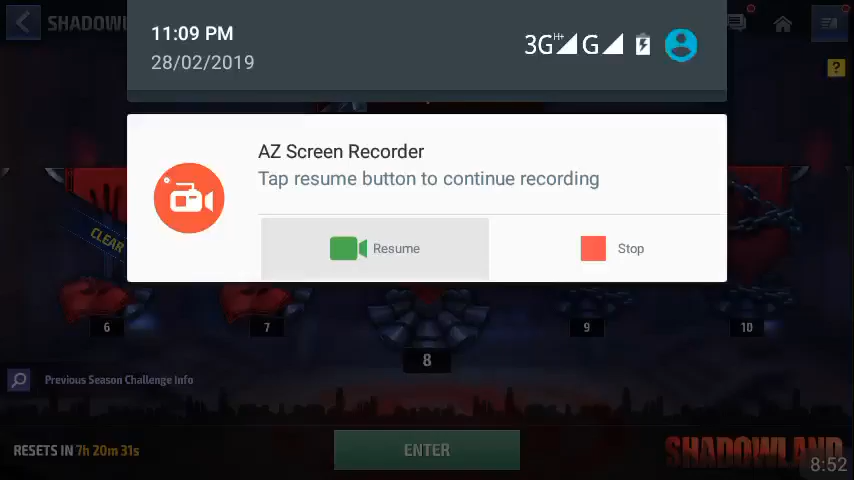 SHADOWL
11:09 PM
28/02/2019
3G H+ G
?
AZ Screen Recorder
Tap resume button to continue recording
Resume
Stop
CLEAR
6
7
8
9
10
Previous Season Challenge Info
RESETS IN 7h 20m 31s
ENTER
SHADOWLAND
8:52